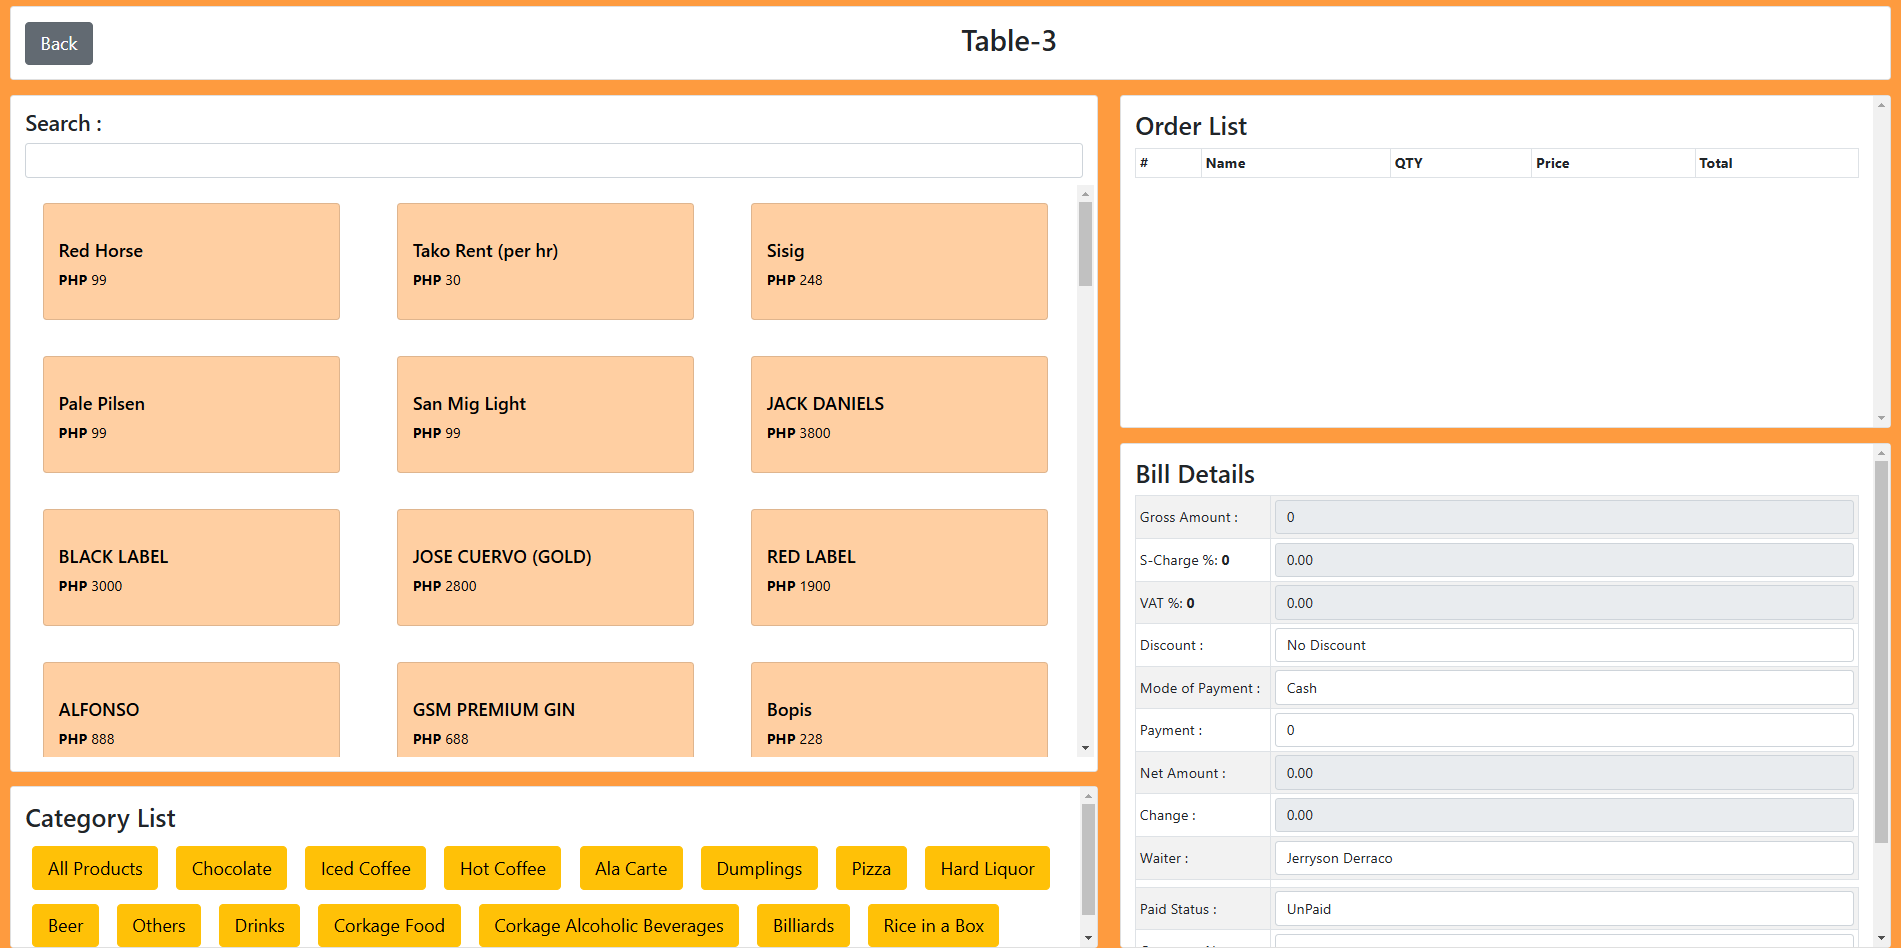 Back
Table-3
Search :
Red Horse
PHP 99
Tako Rent (per hr)
PHP 30
Sisig
PHP 248
Pale Pilsen
PHP 99
San Mig Light
PHP 99
JACK DANIELS
PHP 3800
BLACK LABEL
PHP 3000
JOSE CUERVO (GOLD)
PHP 2800
RED LABEL
PHP 1900
ALFONSO
PHP 888
GSM PREMIUM GIN
PHP 688
Bopis
PHP 228
Category List
All Products Chocolate Iced Coffee Hot Coffee Ala Carte Dumplings Pizza Hard Liquor
Beer Others Drinks Corkage Food Corkage Alcoholic Beverages Billiards Rice in a Box
Order List
# Name QTY Price Total
Bill Details
Gross Amount : 0
S-Charge %: 0 0.00
VAT %: 0 0.00
Discount : No Discount
Mode of Payment : Cash
Payment : 0
Net Amount : 0.00
Change : 0.00
Waiter : Jerryson Derraco
Paid Status : UnPaid